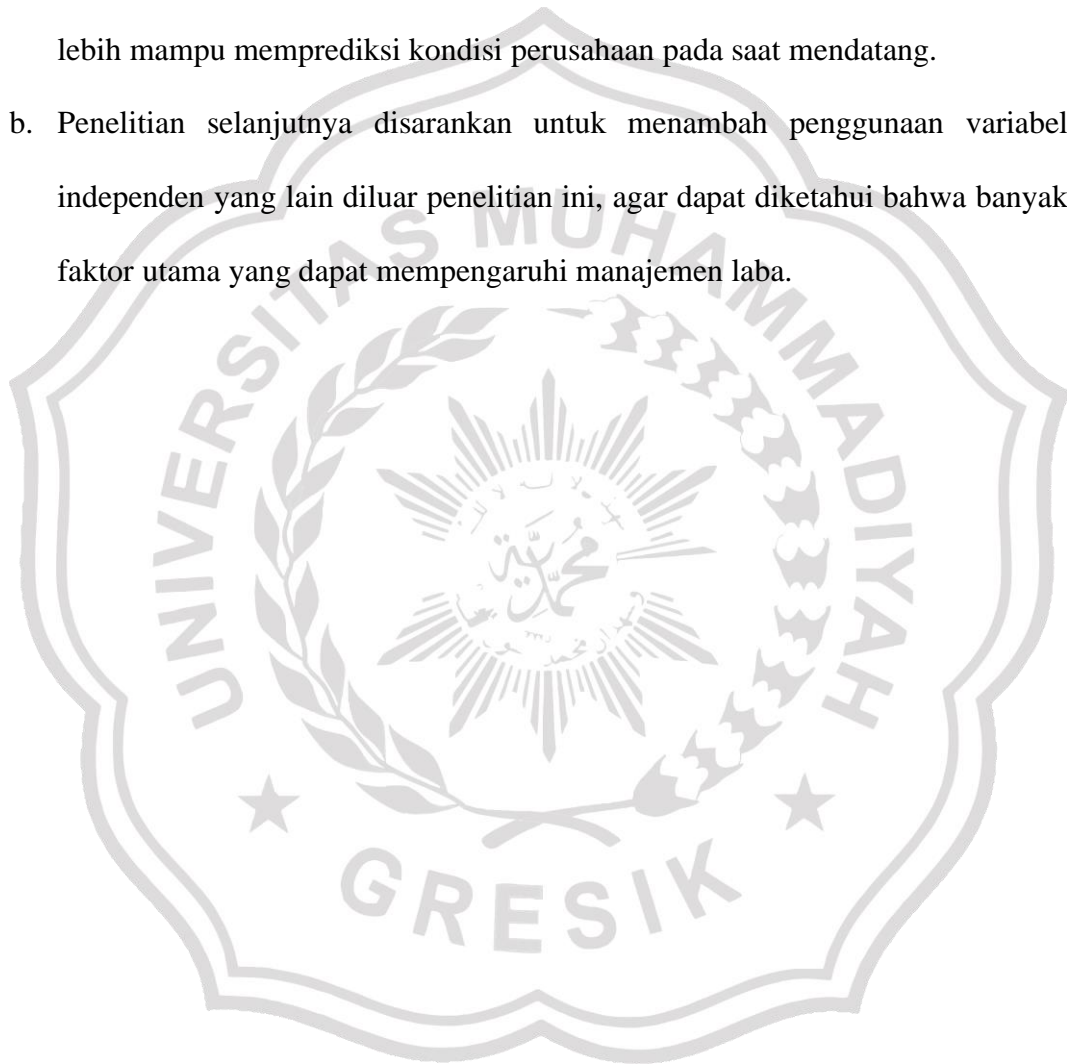 lebih mampu memprediksi kondisi perusahaan pada saat mendatang.
b. Penelitian selanjutnya disarankan untuk menambah penggunaan variabel
independen yang lain diluar penelitian ini, agar dapat diketahui bahwa banyak
faktor utama yang dapat mempengaruhi manajemen laba.
UNIVERSITAS MUHAMMADIYAH
محمدية
GRESIK